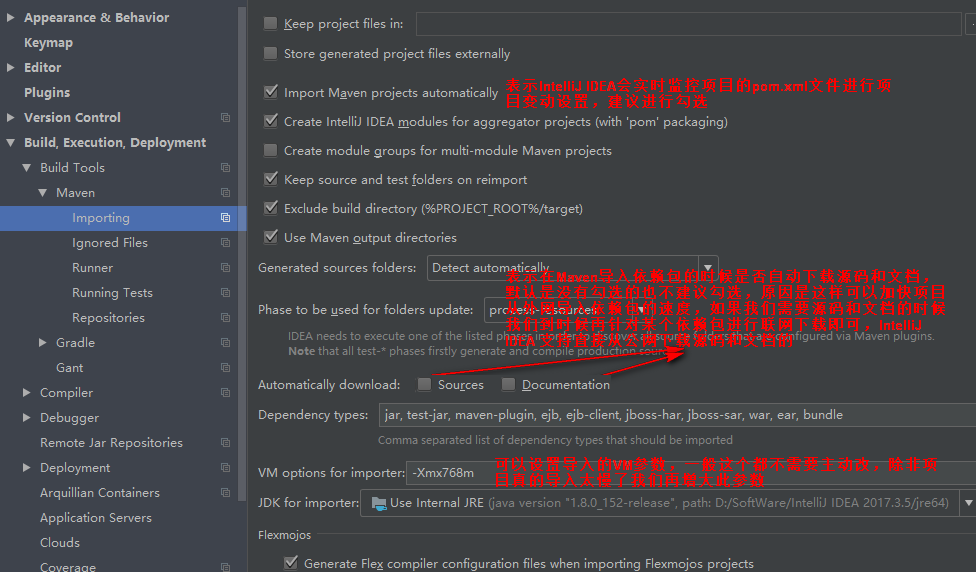 Appearance & Behavior
Keymap
Editor
Plugins
Version Control
Build, Execution, Deployment
Build Tools
Maven
Importing
Ignored Files
Runner
Running Tests
Repositories
Gradle
Gant
Compiler
Debugger
Remote Jar Repositories
Deployment
Arquillian Containers
Application Servers
Clouds
Coverage
Keep project files in:
Store generated project files externally
Import Maven projects automatically
表示IntelliJ IDEA会实时监控项目的pom.xml文件进行项
目变动设置，建议进行勾选
Create IntelliJ IDEA modules for aggregator projects (with 'pom' packaging)
Create module groups for multi-module Maven projects
Keep source and test folders on reimport
Exclude build directory (%PROJECT_ROOT%/target)
Use Maven output directories
Generated sources folders: Detect automatically
表示在Maven导入依赖包的时候是否自动下载源码和文档，
默认是没有勾选的也不建议勾选，原因是这样可以加快项目
从外网导入依赖包的速度，如果我们需要源码和文档的时候
我们到时候再针对某个依赖包进行联网下载即可，IntelliJ
IDEA支持直接从公网下载源码和文档的
Phase to be used for folders update: process-resources
IDEA needs to execute one of the listed phases in order to discover all source folders that are configured via Maven plugins.
Note that all test-* phases firstly generate and compile production sources.
Automatically download: Sources Documentation
Dependency types: jar, test-jar, maven-plugin, ejb, ejb-client, jboss-har, jboss-sar, war, ear, bundle
Comma separated list of dependency types that should be imported
VM options for importer: -Xmx768m
可以设置导入的VM参数，一般这个都不需要主动改，除非项
目真的导入太慢了我们再增大此参数
JDK for importer: Use Internal JRE (java version "1.8.0_152-release", path: D:/SoftWare/IntelliJ IDEA 2017.3.5/jre64)
Flexmojos
Generate Flex compiler configuration files when importing Flexmojos projects